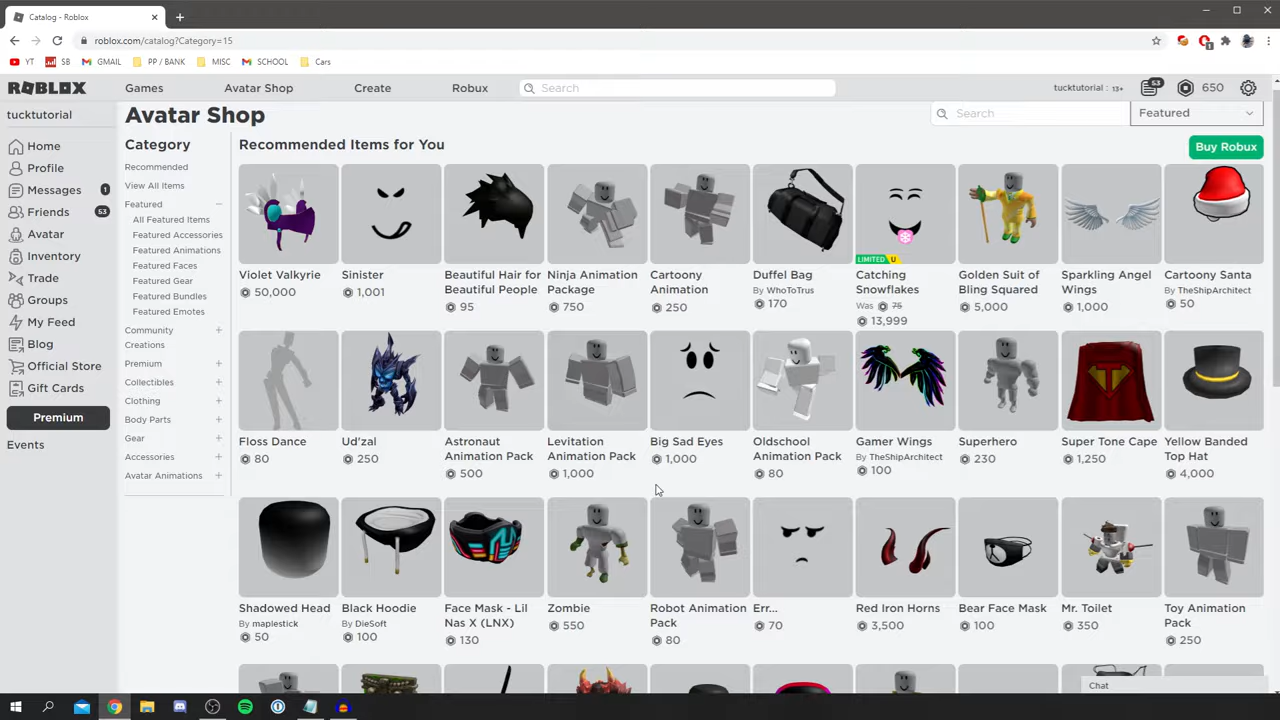 Catalog - Roblox
roblox.com/catalog?Category=15
YT SB GMAIL PP / BANK MISC SCHOOL Cars
ROBLOX Games Avatar Shop Create Robux Search tucktutorial : 13+ 53 650
tucktutorial
Home
Profile
Messages 1
Friends 53
Avatar
Inventory
Trade
Groups
My Feed
Blog
Official Store
Gift Cards
Premium
Events
Avatar Shop
Search Featured
Category
Recommended
View All Items
Featured
All Featured Items
Featured Accessories
Featured Animations
Featured Faces
Featured Gear
Featured Bundles
Featured Emotes
Community
Creations
Premium
Collectibles
Clothing
Body Parts
Gear
Accessories
Avatar Animations
Recommended Items for You
Buy Robux
Violet Valkyrie
50,000
Sinister
1,001
Beautiful Hair for
Beautiful People
95
Ninja Animation
Package
750
Cartoony
Animation
250
Duffel Bag
By WhoToTrus
170
LIMITED U
Catching
Snowflakes
Was 75
13,999
Golden Suit of
Bling Squared
5,000
Sparkling Angel
Wings
1,000
Cartoony Santa
By TheShipArchitect
50
Floss Dance
80
Ud'zal
250
Astronaut
Animation Pack
500
Levitation
Animation Pack
1,000
Big Sad Eyes
1,000
Oldschool
Animation Pack
80
Gamer Wings
By TheShipArchitect
100
Superhero
230
T
Super Tone Cape
1,250
Yellow Banded
Top Hat
4,000
Shadowed Head
By maplestick
50
Black Hoodie
By DieSoft
100
Face Mask - Lil
Nas X (LNX)
130
Zombie
550
Robot Animation
Pack
80
Err...
70
Red Iron Horns
3,500
Bear Face Mask
100
Mr. Toilet
350
Toy Animation
Pack
250
Chat